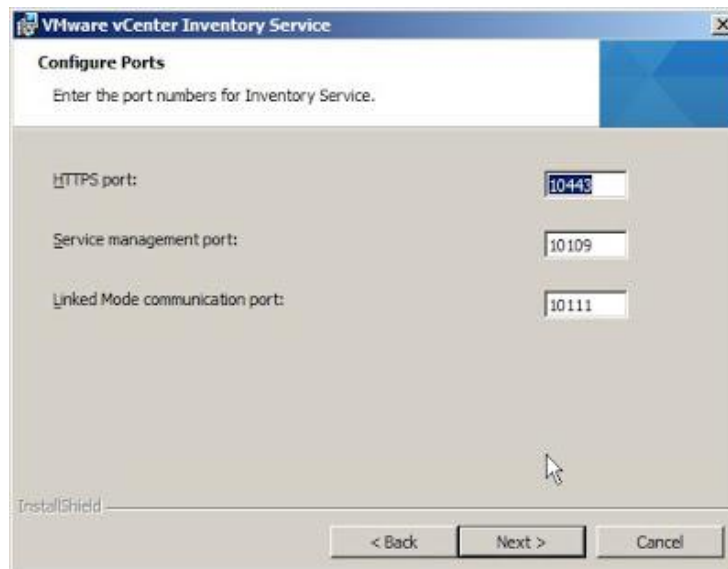 VMware vCenter Inventory Service
Configure Ports
Enter the port numbers for Inventory Service.
HTTPS port: 10443
Service management port: 10109
Linked Mode communication port: 10111
InstallShield
< Back Next > Cancel